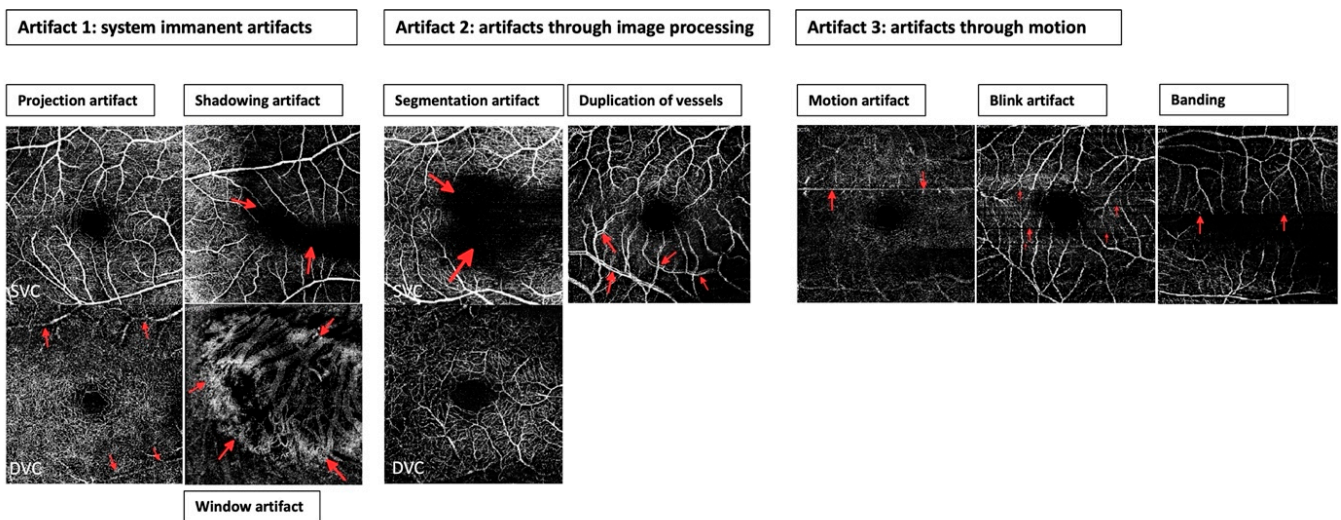 Artifact 1: system immanent artifacts
Artifact 2: artifacts through image processing
Artifact 3: artifacts through motion
Projection artifact
Shadowing artifact
Segmentation artifact
Duplication of vessels
Motion artifact
Blink artifact
Banding
SVC
SVC
DVC
DVC
Window artifact